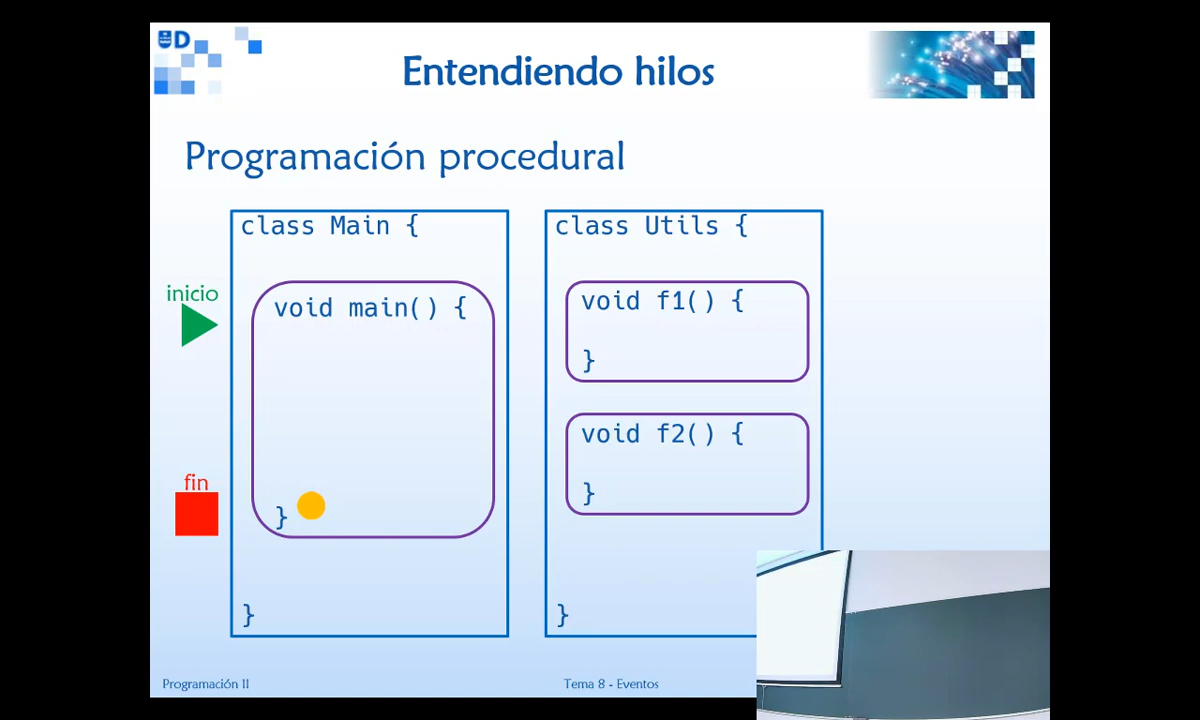 UD
Entendiendo hilos
Programación procedural
class Main {
inicio
void main() {
fin
}
}
class Utils {
void f1() {
}
void f2() {
}
}
Programación II
Tema 8 - Eventos